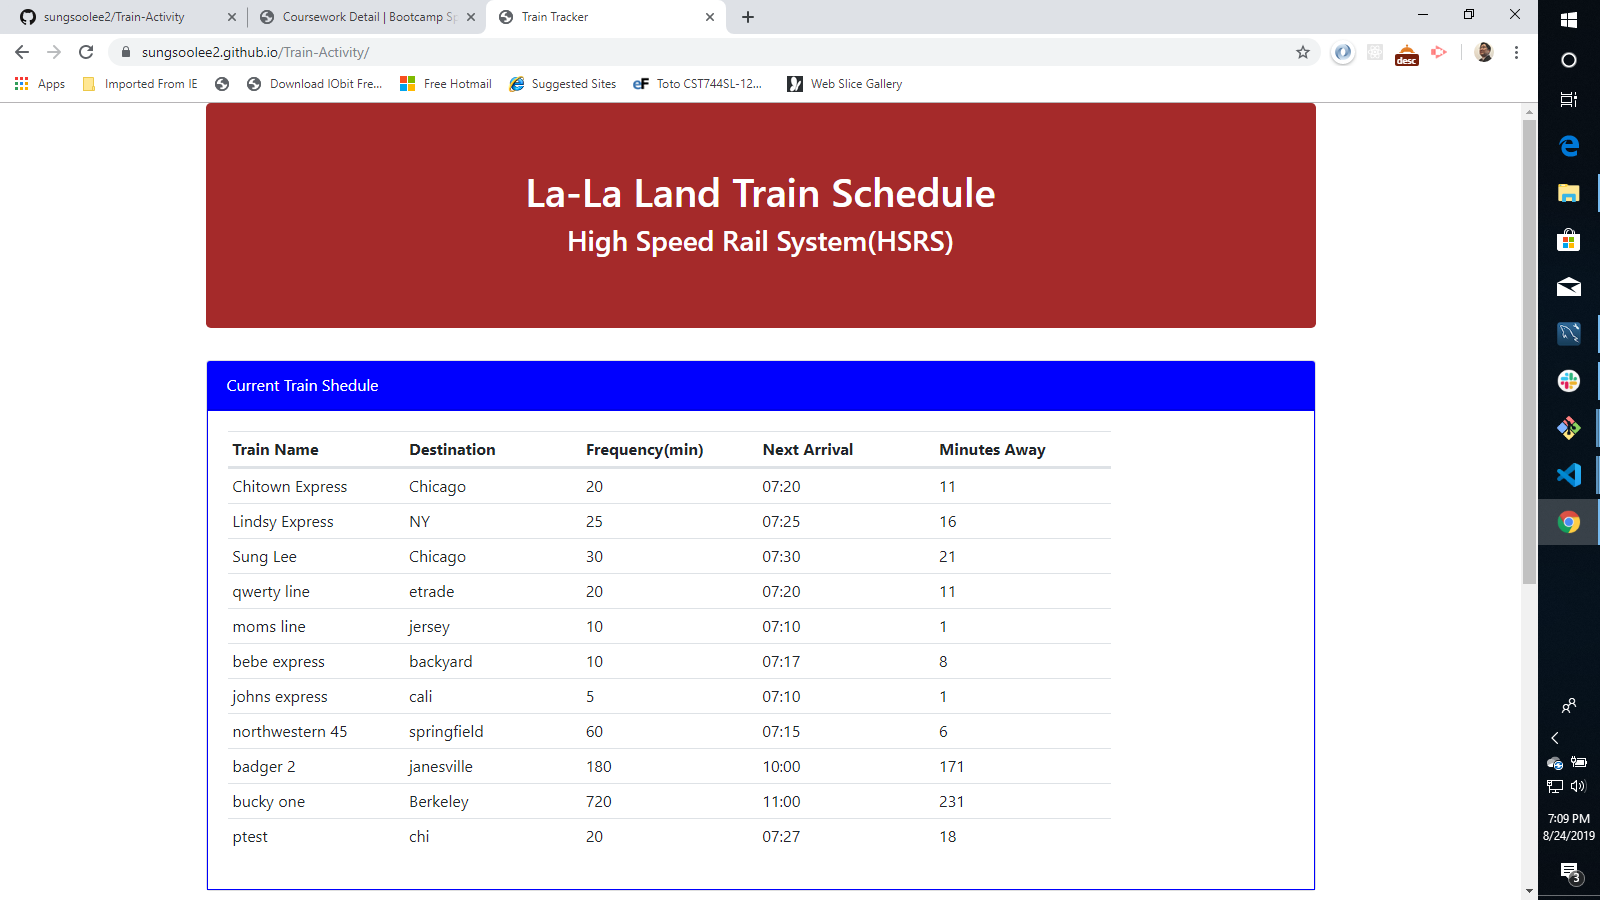 sungsoolee2/Train-Activity
Coursework Detail | Bootcamp Sp
Train Tracker
sungsoolee2.github.io/Train-Activity/
desc
Apps
Imported From IE
Download IObit Fre...
Free Hotmail
Suggested Sites
eF Toto CST744SL-12...
Web Slice Gallery
La-La Land Train Schedule
High Speed Rail System(HSRS)
Current Train Shedule
Train Name Destination Frequency(min) Next Arrival Minutes Away
Chitown Express Chicago 20 07:20 11
Lindsy Express NY 25 07:25 16
Sung Lee Chicago 30 07:30 21
qwerty line etrade 20 07:20 11
moms line jersey 10 07:10 1
bebe express backyard 10 07:17 8
johns express cali 5 07:10 1
northwestern 45 springfield 60 07:15 6
badger 2 janesville 180 10:00 171
bucky one Berkeley 720 11:00 231
ptest chi 20 07:27 18
7:09 PM
8/24/2019
3